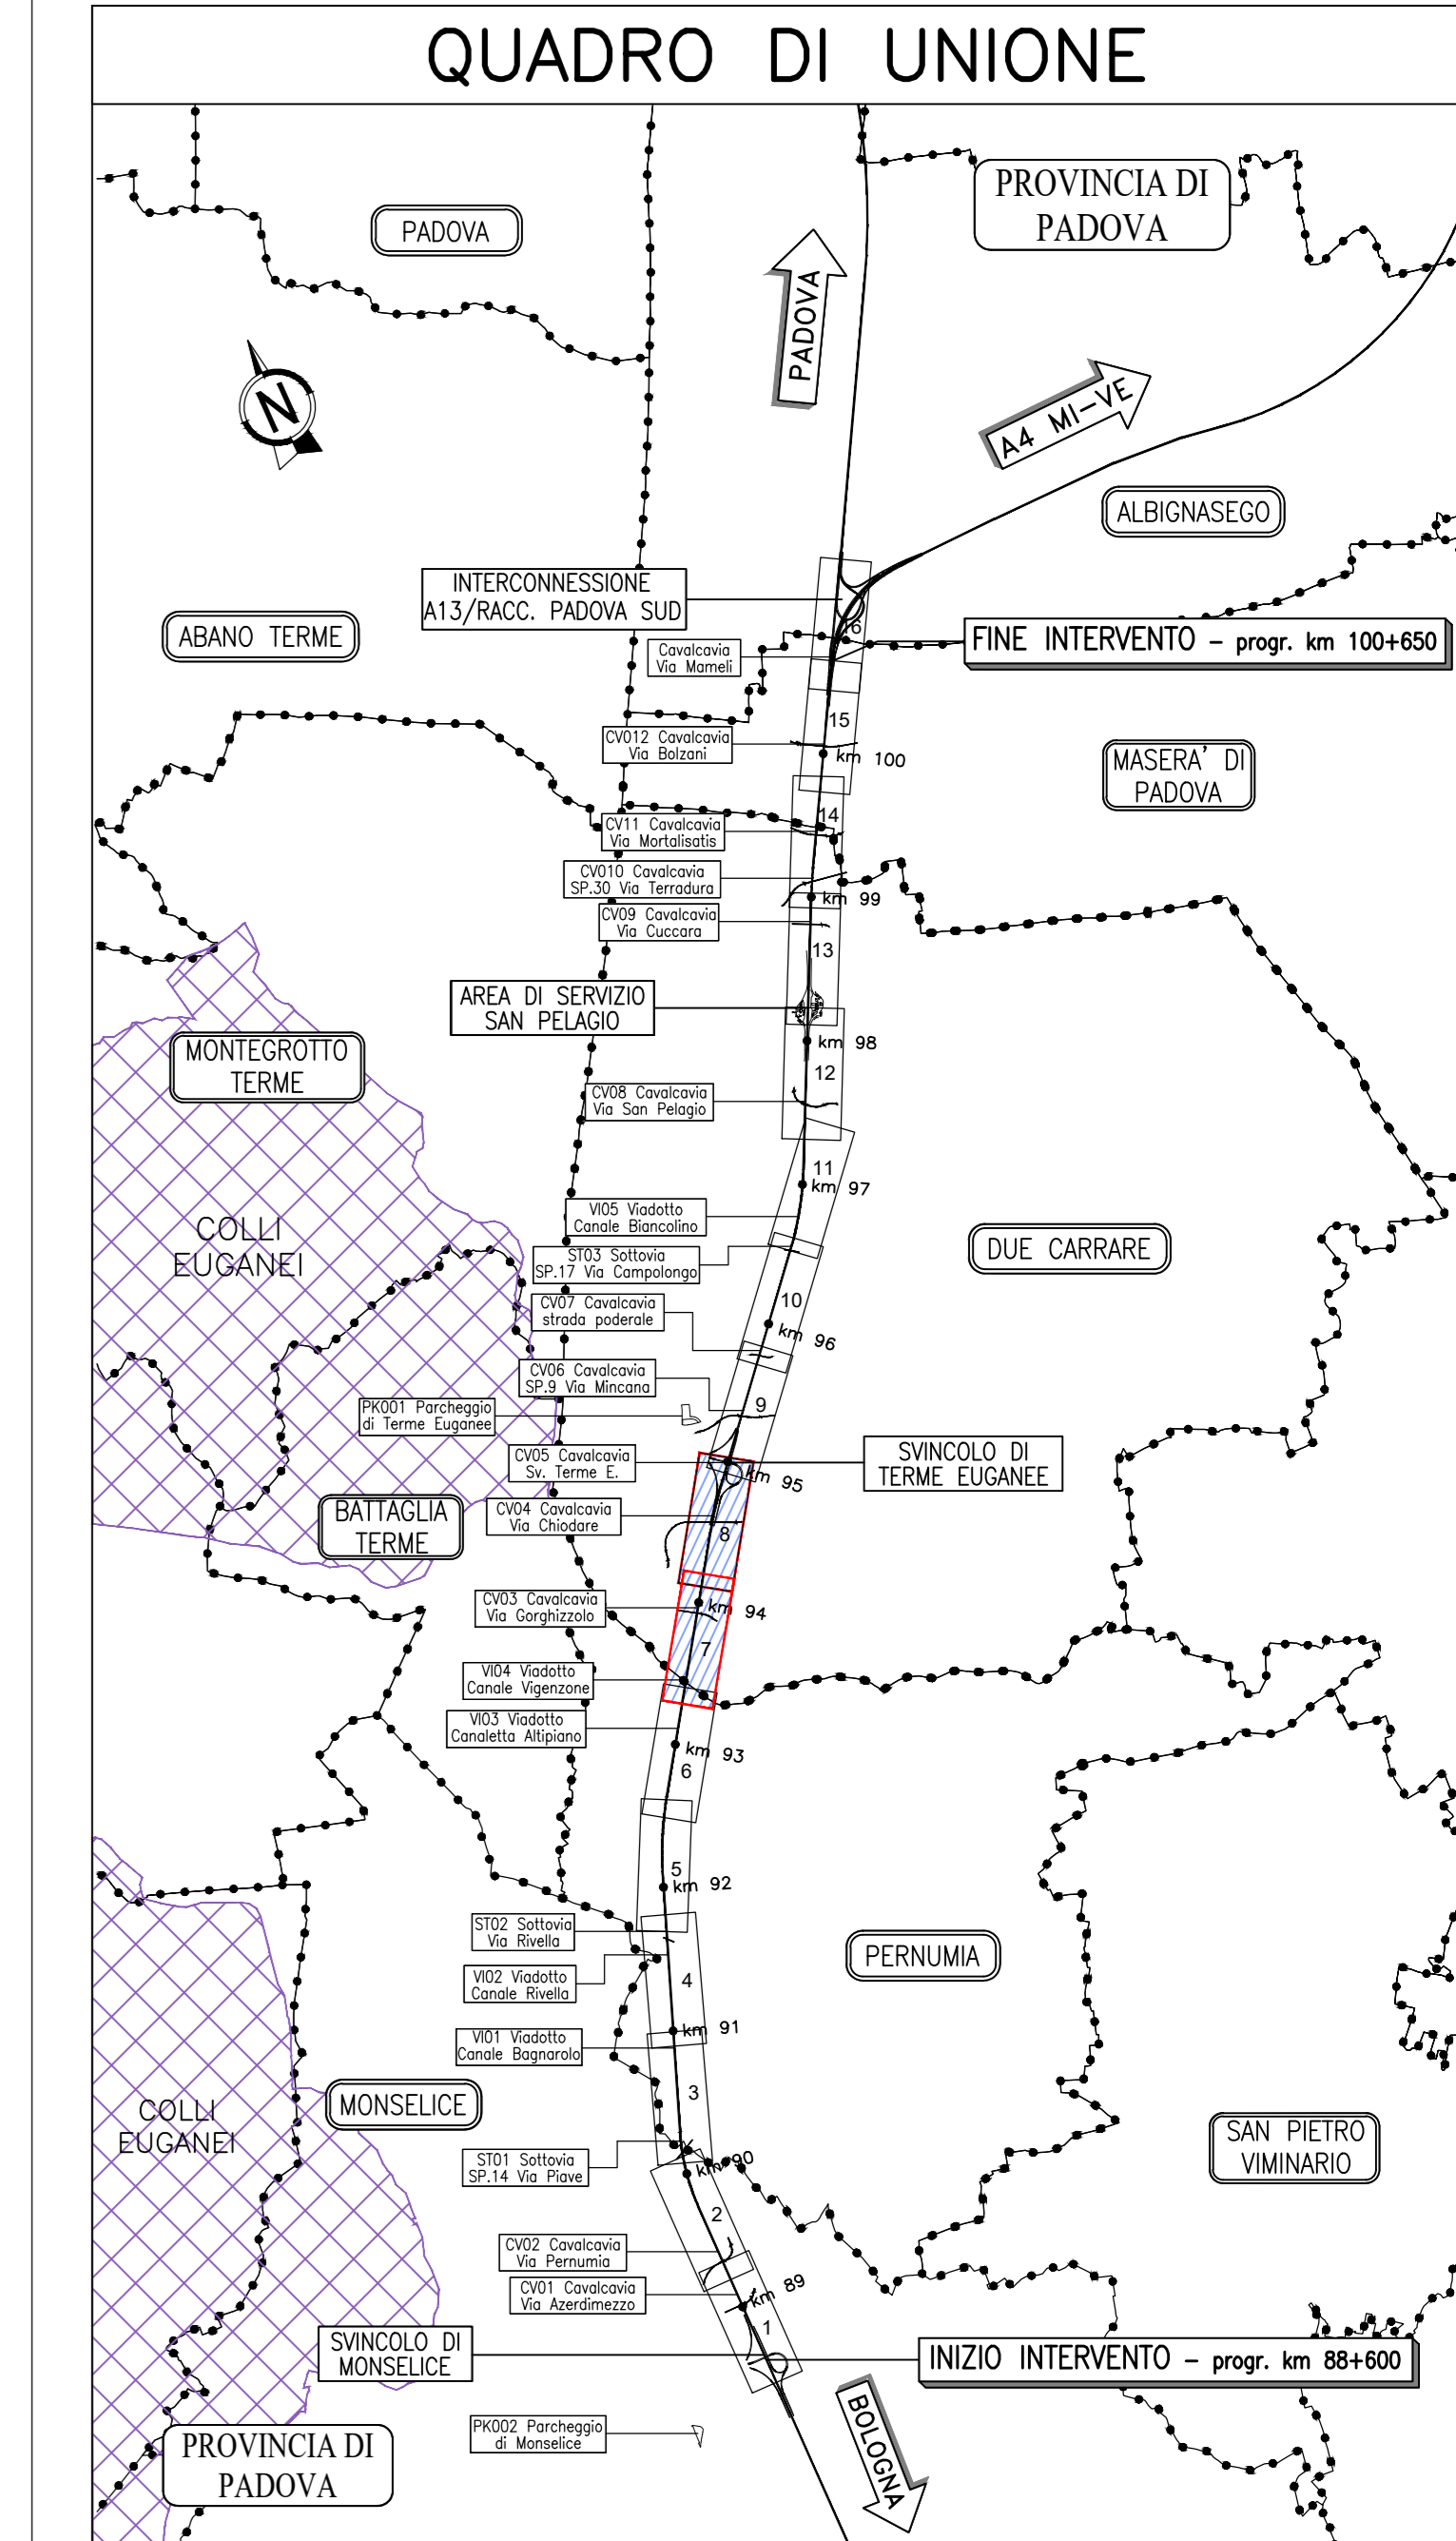 QUADRO DI UNIONE
PROVINCIA DI
PADOVA
PADOVA
PADOVA
N
A4 MI-VE
ALBIGNASEGO
INTERCONNESSIONE
A13/RACC. PADOVA SUD
ABANO TERME
16
FINE INTERVENTO - progr. km 100+650
Cavalcavia
Via Mameli
15
CV012 Cavalcavia
Via Bolzani
km 100
MASERA' DI
PADOVA
14
CV11 Cavalcavia
Via Mortalisatis
CV010 Cavalcavia
SP.30 Via Terradura
km 99
CV09 Cavalcavia
Via Cuccara
13
AREA DI SERVIZIO
SAN PELAGIO
km 98
MONTEGROTTO
TERME
12
CV08 Cavalcavia
Via San Pelagio
11
km 97
VI05 Viadotto
Canale Biancolino
COLLI
EUGANEI
DUE CARRARE
ST03 Sottovia
SP.17 Via Campolongo
10
CV07 Cavalcavia
strada poderale
km 96
CV06 Cavalcavia
SP.9 Via Mincana
9
PK001 Parcheggio
di Terme Euganee
CV05 Cavalcavia
Sv. Terme E.
SVINCOLO DI
TERME EUGANEE
km 95
CV04 Cavalcavia
Via Chiodare
BATTAGLIA
TERME
8
CV03 Cavalcavia
Via Gorghizzolo
km 94
7
VI04 Viadotto
Canale Vigenzone
VI03 Viadotto
Canaletta Altipiano
km 93
6
5
km 92
ST02 Sottovia
Via Rivella
PERNUMIA
VI02 Viadotto
Canale Rivella
4
km 91
VI01 Viadotto
Canale Bagnarolo
3
MONSELICE
COLLI
EUGANEI
SAN PIETRO
VIMINARIO
ST01 Sottovia
SP.14 Via Piave
km 90
2
CV02 Cavalcavia
Via Pernumia
CV01 Cavalcavia
Via Azerdimezzo
km 89
1
SVINCOLO DI
MONSELICE
INIZIO INTERVENTO - progr. km 88+600
BOLOGNA
PK002 Parcheggio
di Monselice
PROVINCIA DI
PADOVA